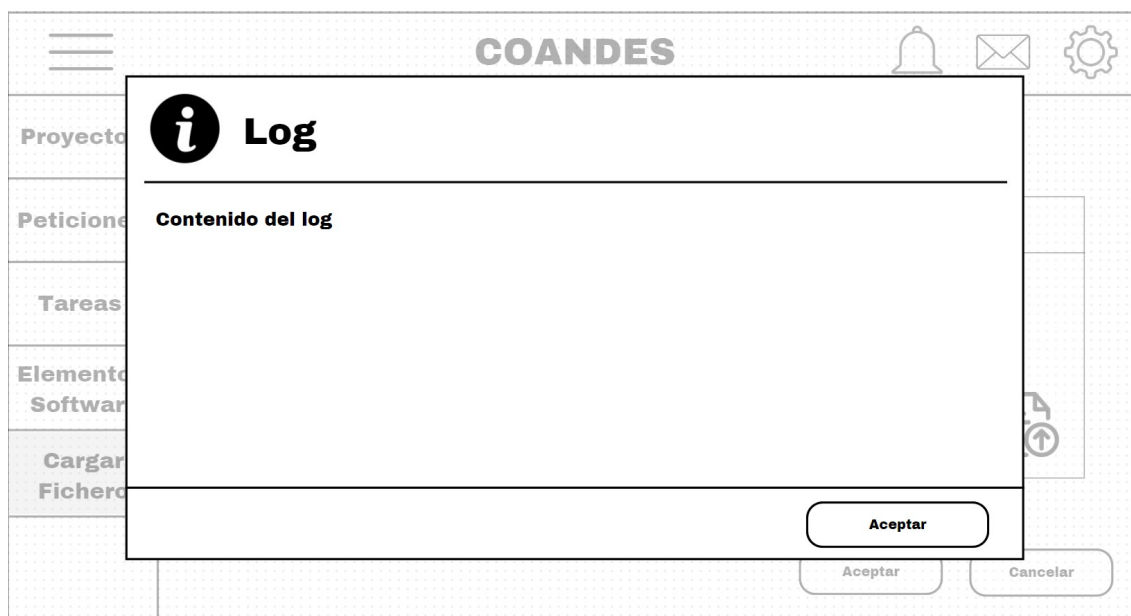 COANDES
Proyecto
Log
Peticione
Contenido del log
Tareas
Elemento
Softwar
Cargar
Fichero
Aceptar
Aceptar
Cancelar